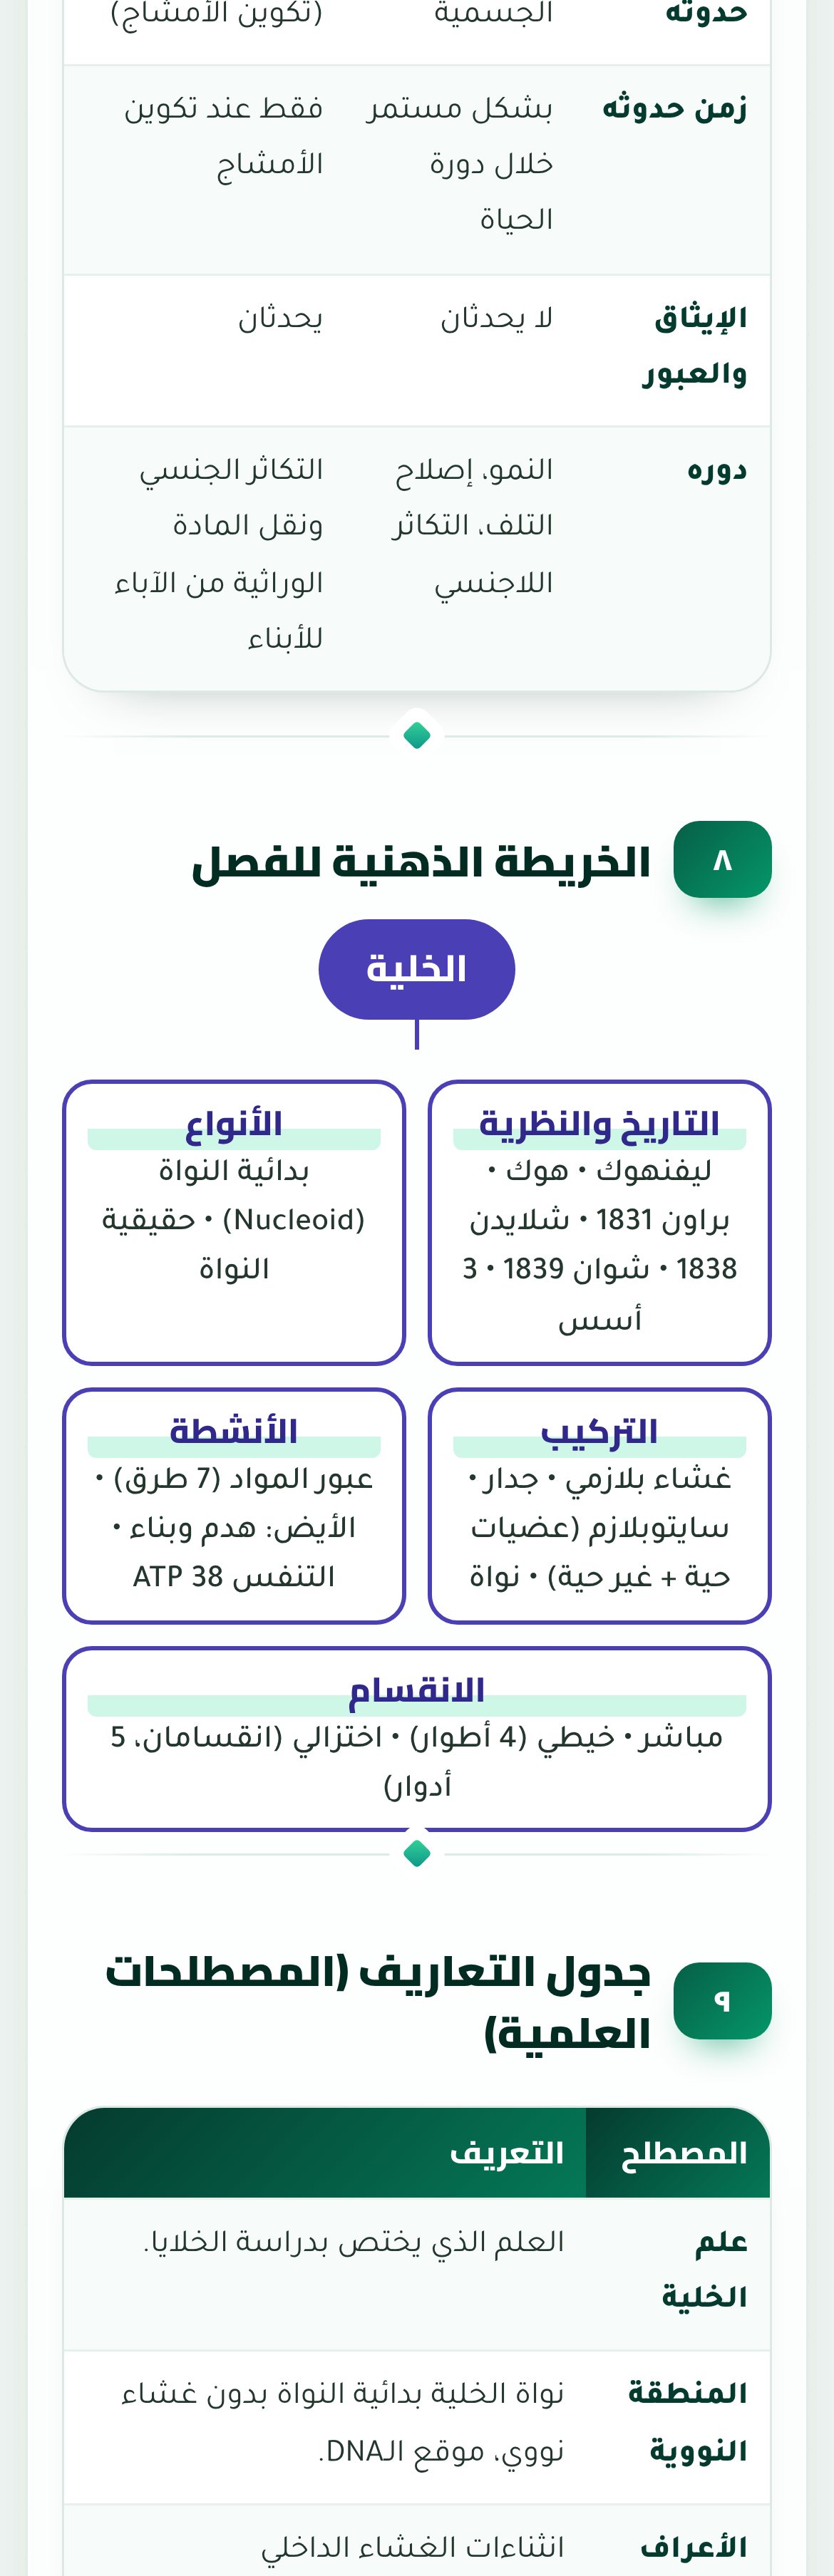 حدوثه
الجسمية
(تكوين الأمشاج)
زمن حدوثه
بشكل مستمر
خلال دورة
الحياة
فقط عند تكوين
الأمشاج
الإيثاق
والعبور
لا يحدثان
يحدثان
دوره
النمو، إصلاح
التلف، التكاثر
اللاجنسي
التكاثر الجنسي
ونقل المادة
الوراثية من الآباء
للأبناء
٨
الخريطة الذهنية للفصل
الخلية
التاريخ والنظرية
ليفنهوك • هوك •
براون 1831 • شلايدن
1838 • شوان 1839 • 3
أسس
الأنواع
بدائية النواة
(Nucleoid) • حقيقية
النواة
التركيب
غشاء بلازمي • جدار •
سايتوبلازم (عضيات
حية + غير حية) • نواة
الأنشطة
عبور المواد (7 طرق) •
الأيض: هدم وبناء •
التنفس 38 ATP
الانقسام
مباشر • خيطي (4 أطوار) • اختزالي (انقسامان، 5
أدوار)
٩
جدول التعاريف (المصطلحات
العلمية)
المصطلح
التعريف
علم
الخلية
العلم الذي يختص بدراسة الخلايا.
المنطقة
النووية
نواة الخلية بدائية النواة بدون غشاء
نووي، موقع الـDNA.
الأعراف
انثناءات الغشاء الداخلي